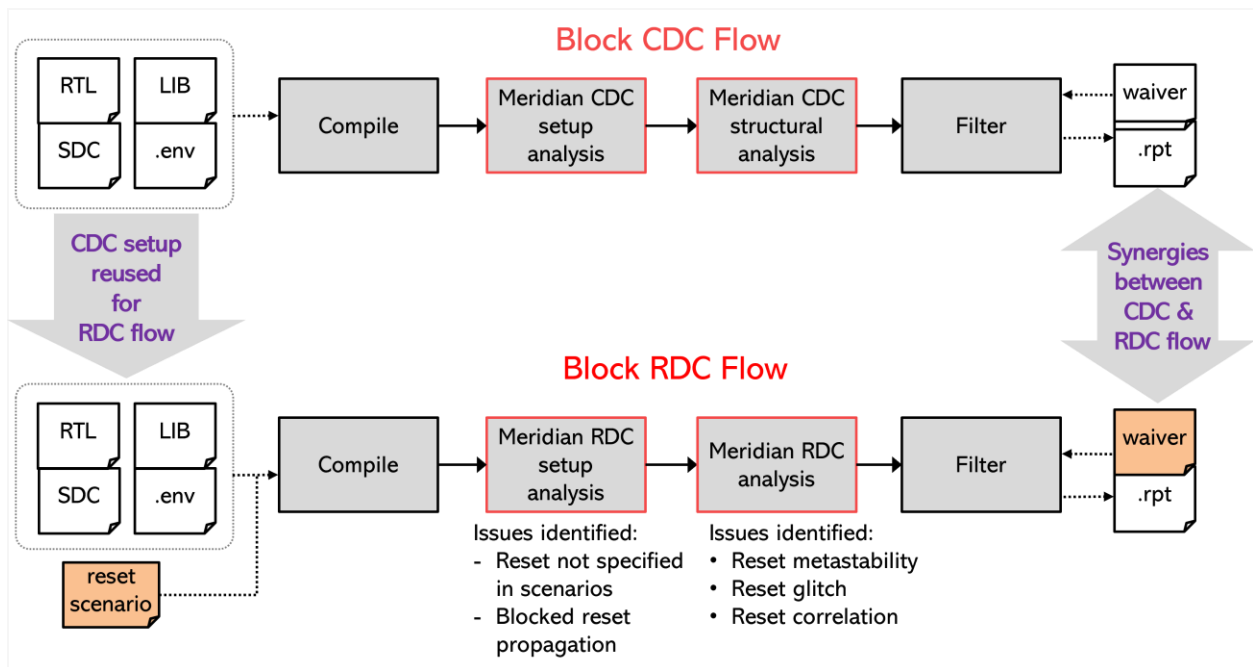 Block CDC Flow
RTL
LIB
SDC
.env
Compile
Meridian CDC
setup
analysis
Meridian CDC
structural
analysis
Filter
waiver
.rpt
CDC setup
reused
for
RDC flow
Synergies
between
CDC &
RDC flow
Block RDC Flow
RTL
LIB
SDC
.env
reset
scenario
Compile
Meridian RDC
setup
analysis
Meridian RDC
analysis
Filter
waiver
.rpt
Issues identified:
- Reset not specified
in scenarios
- Blocked reset
propagation
Issues identified:
• Reset metastability
• Reset glitch
• Reset correlation